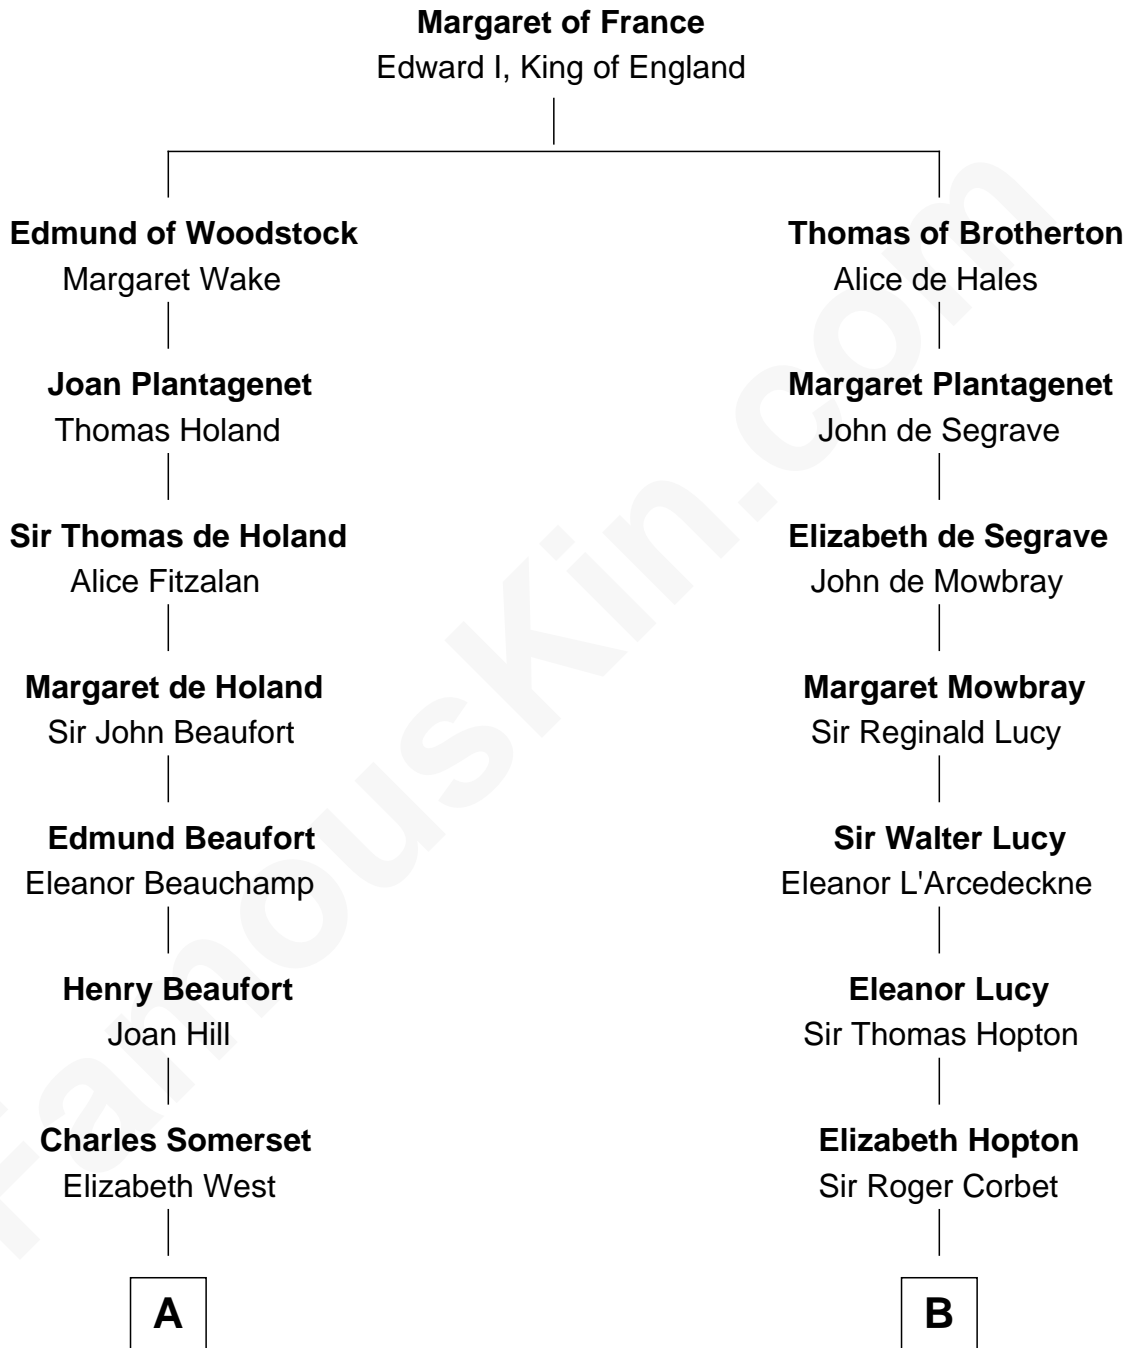 Margaret of France
Edward I, King of England
Edmund of Woodstock
Margaret Wake
Thomas of Brotherton
Alice de Hales
Joan Plantagenet
Thomas Holand
Margaret Plantagenet
John de Segrave
Sir Thomas de Holand
Alice Fitzalan
Elizabeth de Segrave
John de Mowbray
Margaret de Holand
Sir John Beaufort
Margaret Mowbray
Sir Reginald Lucy
Edmund Beaufort
Eleanor Beauchamp
Sir Walter Lucy
Eleanor L'Arcedeckne
Henry Beaufort
Joan Hill
Eleanor Lucy
Sir Thomas Hopton
Charles Somerset
Elizabeth West
Elizabeth Hopton
Sir Roger Corbet
A
B
FamousKin.com